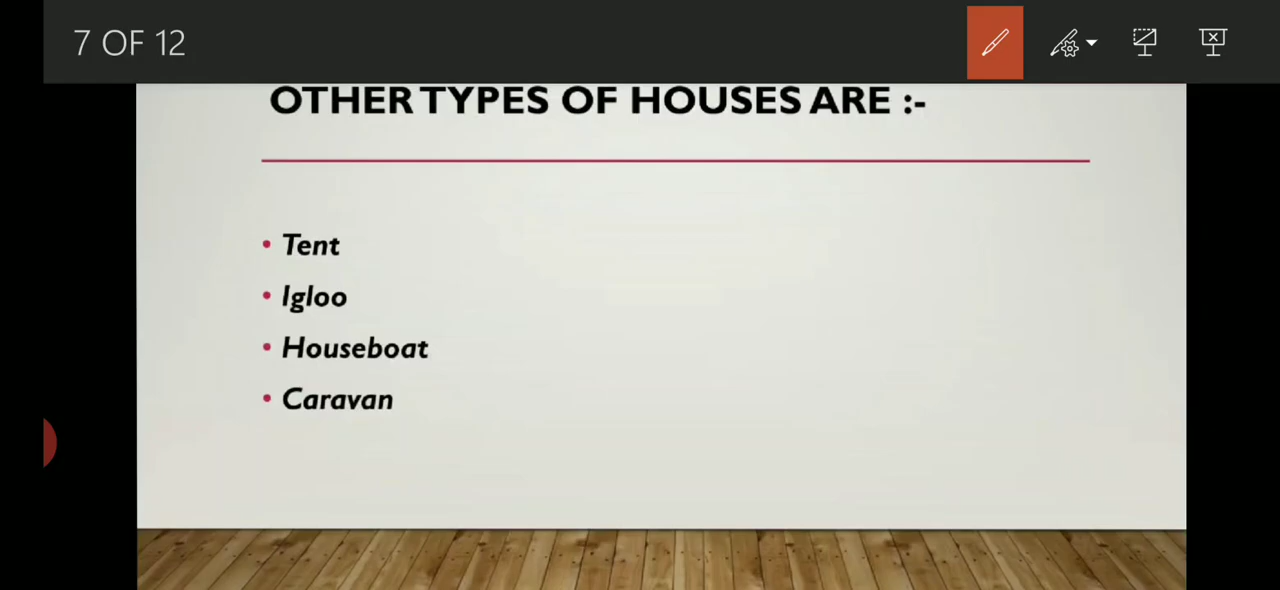 7 OF 12
OTHER TYPES OF HOUSES ARE :-
• Tent
• Igloo
• Houseboat
• Caravan